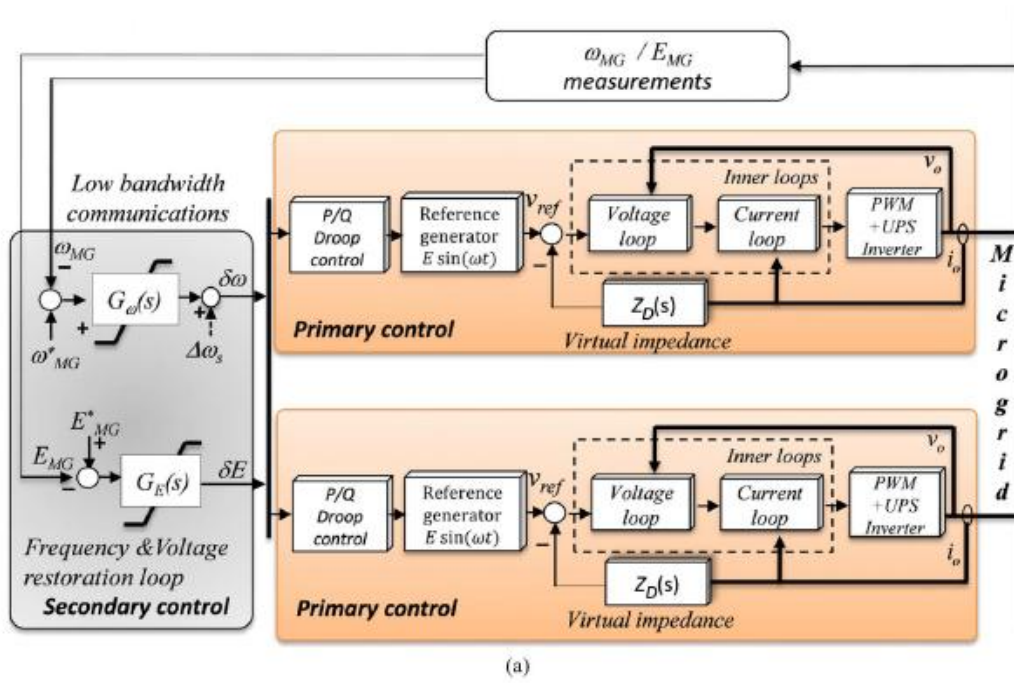 ω_MG / E_MG
measurements
Low bandwidth
communications
ω_MG
−
G_ω(s)
+
δω
+
Δω_s
ω*_MG
E*_MG
+
E_MG
−
G_E(s)
δE
Frequency &Voltage
restoration loop
Secondary control
P/Q
Droop
control
Reference
generator
E sin(ωt)
v_ref
−
Inner loops
Voltage
loop
Current
loop
PWM
+UPS
Inverter
v_o
i_o
Z_D(s)
Virtual impedance
Primary control
P/Q
Droop
control
Reference
generator
E sin(ωt)
v_ref
−
Inner loops
Voltage
loop
Current
loop
PWM
+UPS
Inverter
v_o
i_o
Z_D(s)
Virtual impedance
Primary control
Microgrid
(a)